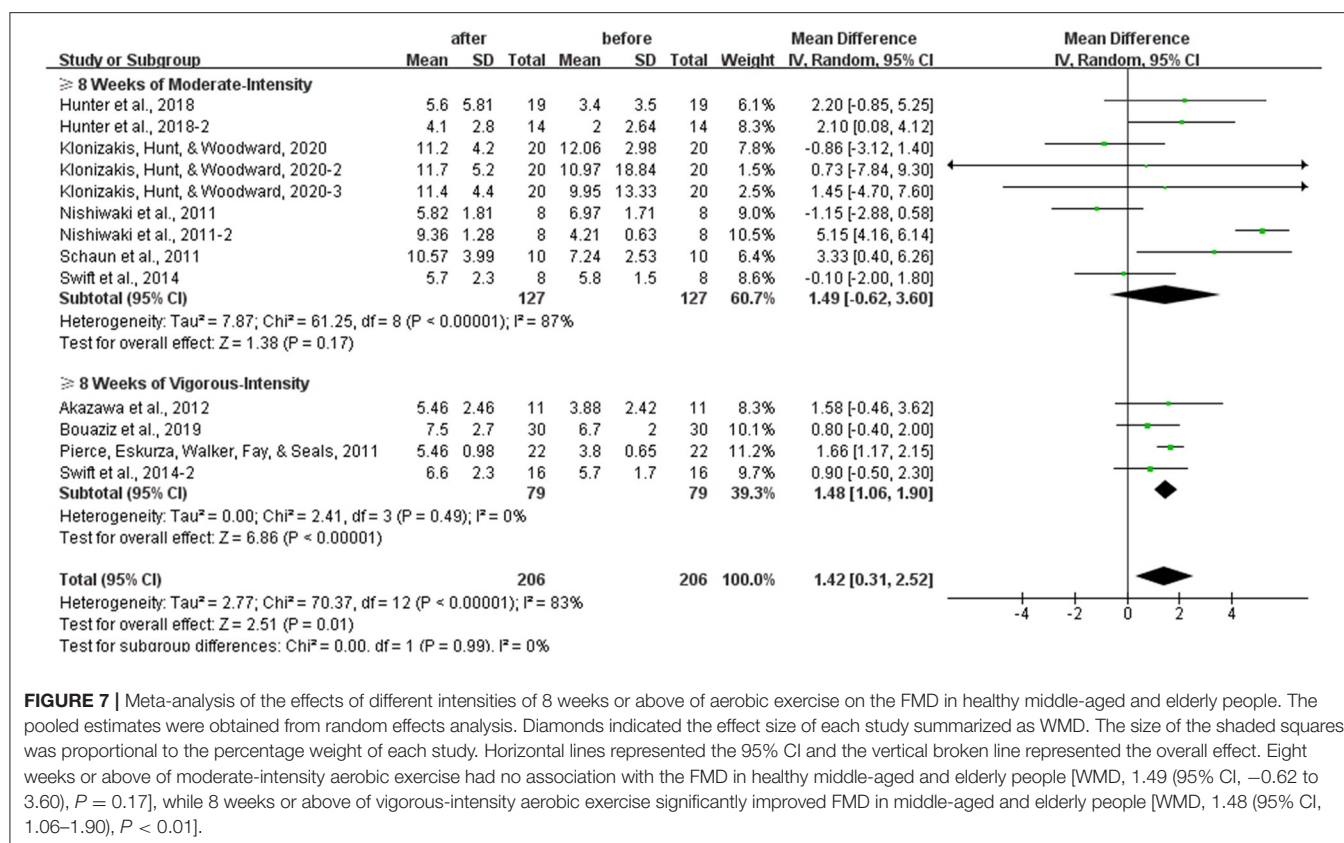 after before Mean Difference Mean Difference
Study or Subgroup Mean SD Total Mean SD Total Weight IV, Random, 95% CI IV, Random, 95% CI
≥ 8 Weeks of Moderate-Intensity
Hunter et al., 2018 5.6 5.81 19 3.4 3.5 19 6.1% 2.20 [-0.85, 5.25]
Hunter et al., 2018-2 4.1 2.8 14 2 2.64 14 8.3% 2.10 [0.08, 4.12]
Klonizakis, Hunt, & Woodward, 2020 11.2 4.2 20 12.06 2.98 20 7.8% -0.86 [-3.12, 1.40]
Klonizakis, Hunt, & Woodward, 2020-2 11.7 5.2 20 10.97 18.84 20 1.5% 0.73 [-7.84, 9.30]
Klonizakis, Hunt, & Woodward, 2020-3 11.4 4.4 20 9.95 13.33 20 2.5% 1.45 [-4.70, 7.60]
Nishiwaki et al., 2011 5.82 1.81 8 6.97 1.71 8 9.0% -1.15 [-2.88, 0.58]
Nishiwaki et al., 2011-2 9.36 1.28 8 4.21 0.63 8 10.5% 5.15 [4.16, 6.14]
Schaun et al., 2011 10.57 3.99 10 7.24 2.53 10 6.4% 3.33 [0.40, 6.26]
Swift et al., 2014 5.7 2.3 8 5.8 1.5 8 8.6% -0.10 [-2.00, 1.80]
Subtotal (95% CI) 127 127 60.7% 1.49 [-0.62, 3.60]
Heterogeneity: Tau² = 7.87; Chi² = 61.25, df = 8 (P < 0.00001); I² = 87%
Test for overall effect: Z = 1.38 (P = 0.17)
≥ 8 Weeks of Vigorous-Intensity
Akazawa et al., 2012 5.46 2.46 11 3.88 2.42 11 8.3% 1.58 [-0.46, 3.62]
Bouaziz et al., 2019 7.5 2.7 30 6.7 2 30 10.1% 0.80 [-0.40, 2.00]
Pierce, Eskurza, Walker, Fay, & Seals, 2011 5.46 0.98 22 3.8 0.65 22 11.2% 1.66 [1.17, 2.15]
Swift et al., 2014-2 6.6 2.3 16 5.7 1.7 16 9.7% 0.90 [-0.50, 2.30]
Subtotal (95% CI) 79 79 39.3% 1.48 [1.06, 1.90]
Heterogeneity: Tau² = 0.00; Chi² = 2.41, df = 3 (P = 0.49); I² = 0%
Test for overall effect: Z = 6.86 (P < 0.00001)
Total (95% CI) 206 206 100.0% 1.42 [0.31, 2.52]
Heterogeneity: Tau² = 2.77; Chi² = 70.37, df = 12 (P < 0.00001); I² = 83%
Test for overall effect: Z = 2.51 (P = 0.01)
Test for subgroup differences: Chi² = 0.00, df = 1 (P = 0.99), I² = 0%
-4 -2 0 2 4
FIGURE 7 | Meta-analysis of the effects of different intensities of 8 weeks or above of aerobic exercise on the FMD in healthy middle-aged and elderly people. The
pooled estimates were obtained from random effects analysis. Diamonds indicated the effect size of each study summarized as WMD. The size of the shaded squares
was proportional to the percentage weight of each study. Horizontal lines represented the 95% CI and the vertical broken line represented the overall effect. Eight
weeks or above of moderate-intensity aerobic exercise had no association with the FMD in healthy middle-aged and elderly people [WMD, 1.49 (95% CI, −0.62 to
3.60), P = 0.17], while 8 weeks or above of vigorous-intensity aerobic exercise significantly improved FMD in middle-aged and elderly people [WMD, 1.48 (95% CI,
1.06–1.90), P < 0.01].